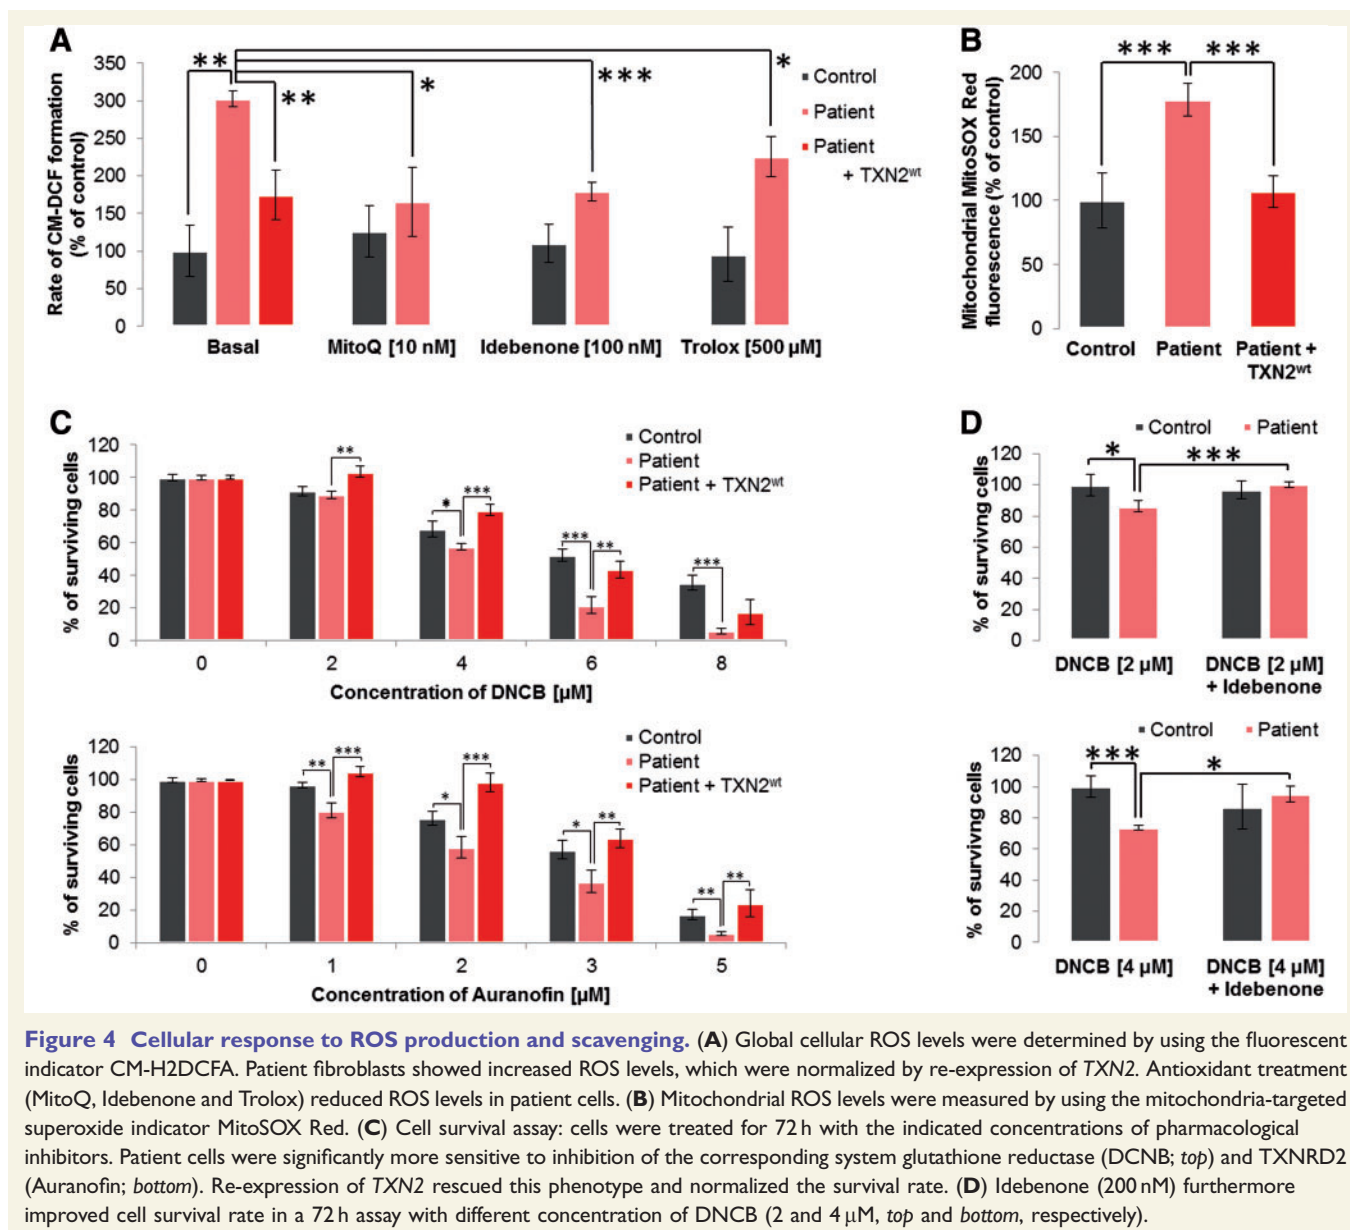 A
Rate of CM-DCF formation
(% of control)
350
300
250
200
150
100
50
0
**
**
*
***
*
Control
Patient
Patient
+ TXN2wt
Basal
MitoQ [10 nM]
Idebenone [100 nM]
Trolox [500 µM]
B
Mitochondrial MitoSOX Red
fluorescence (% of control)
200
150
100
50
0
***
***
Control
Patient
Patient +
TXN2wt
C
% of surviving cells
120
100
80
60
40
20
0
**
*
***
***
**
***
Control
Patient
Patient + TXN2wt
0
2
4
6
8
Concentration of DNCB [µM]
% of surviving cells
120
100
80
60
40
20
0
**
***
*
***
*
**
**
**
Control
Patient
Patient + TXN2wt
0
1
2
3
5
Concentration of Auranofin [µM]
D
Control
Patient
% of survivng cells
120
100
80
60
40
20
0
*
***
DNCB [2 µM]
DNCB [2 µM]
+ Idebenone
Control
Patient
% of survivng cells
120
100
80
60
40
20
0
***
*
DNCB [4 µM]
DNCB [4 µM]
+ Idebenone
Figure 4 Cellular response to ROS production and scavenging. (A) Global cellular ROS levels were determined by using the fluorescent
indicator CM-H2DCFA. Patient fibroblasts showed increased ROS levels, which were normalized by re-expression of TXN2. Antioxidant treatment
(MitoQ, Idebenone and Trolox) reduced ROS levels in patient cells. (B) Mitochondrial ROS levels were measured by using the mitochondria-targeted
superoxide indicator MitoSOX Red. (C) Cell survival assay: cells were treated for 72 h with the indicated concentrations of pharmacological
inhibitors. Patient cells were significantly more sensitive to inhibition of the corresponding system glutathione reductase (DCNB; top) and TXNRD2
(Auranofin; bottom). Re-expression of TXN2 rescued this phenotype and normalized the survival rate. (D) Idebenone (200 nM) furthermore
improved cell survival rate in a 72 h assay with different concentration of DNCB (2 and 4 µM, top and bottom, respectively).